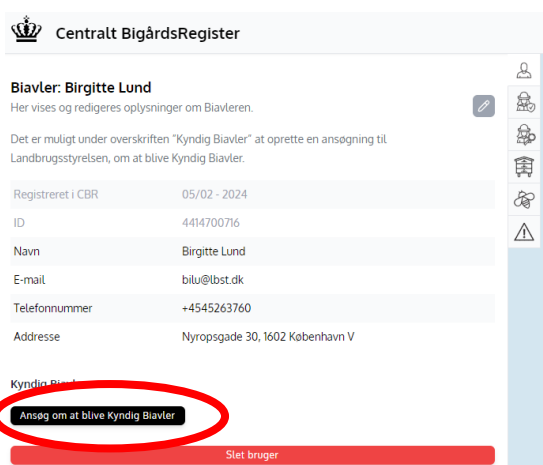 Centralt BigårdsRegister
Biavler: Birgitte Lund
Her vises og redigeres oplysninger om Biavleren.
Det er muligt under overskriften "Kyndig Biavler" at oprette en ansøgning til
Landbrugsstyrelsen, om at blive Kyndig Biavler.
Registreret i CBR 05/02 - 2024
ID 4414700716
Navn Birgitte Lund
E-mail bilu@lbst.dk
Telefonnummer +4545263760
Addresse Nyropsgade 30, 1602 København V
Kyndig Biavler
Ansøg om at blive Kyndig Biavler
Slet bruger